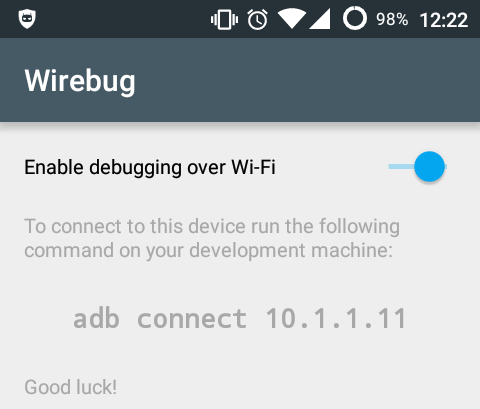 98% 12:22
Wirebug
Enable debugging over Wi-Fi
To connect to this device run the following
command on your development machine:
adb connect 10.1.1.11
Good luck!